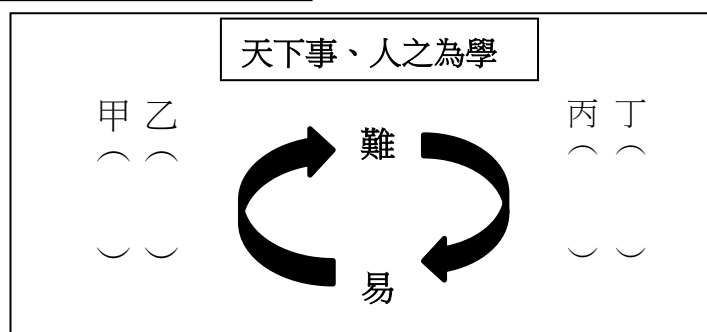 天下事、人之為學
甲 乙
難
丙 丁
︵ ︵
︵ ︵
︶ ︶
︶ ︶
易